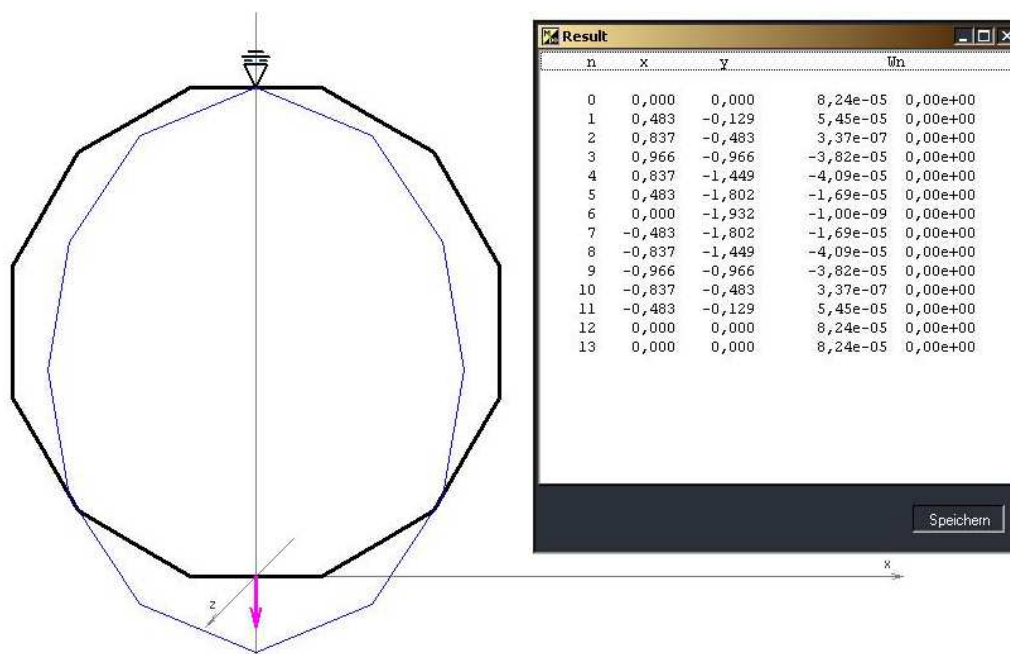 Result
n x y Wn
0 0,000 0,000 8,24e-05 0,00e+00
1 0,483 -0,129 5,45e-05 0,00e+00
2 0,837 -0,483 3,37e-07 0,00e+00
3 0,966 -0,966 -3,82e-05 0,00e+00
4 0,837 -1,449 -4,09e-05 0,00e+00
5 0,483 -1,802 -1,69e-05 0,00e+00
6 0,000 -1,932 -1,00e-09 0,00e+00
7 -0,483 -1,802 -1,69e-05 0,00e+00
8 -0,837 -1,449 -4,09e-05 0,00e+00
9 -0,966 -0,966 -3,82e-05 0,00e+00
10 -0,837 -0,483 3,37e-07 0,00e+00
11 -0,483 -0,129 5,45e-05 0,00e+00
12 0,000 0,000 8,24e-05 0,00e+00
13 0,000 0,000 8,24e-05 0,00e+00
Speichern
x
z